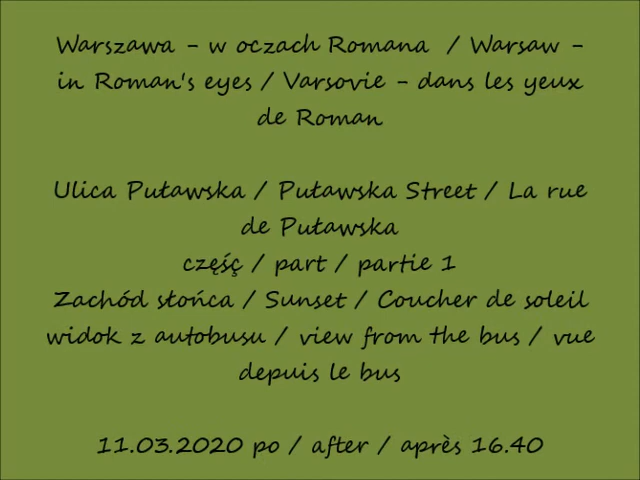 Warszawa - w oczach Romana / Warsaw -
in Roman's eyes / Varsovie - dans les yeux
de Roman
Ulica Puławska / Puławska Street / La rue
de Puławska
częśç / part / partie 1
Zachód słońca / Sunset / Coucher de soleil
widok z autobusu / view from the bus / vue
depuis le bus
11.03.2020 po / after / après 16.40